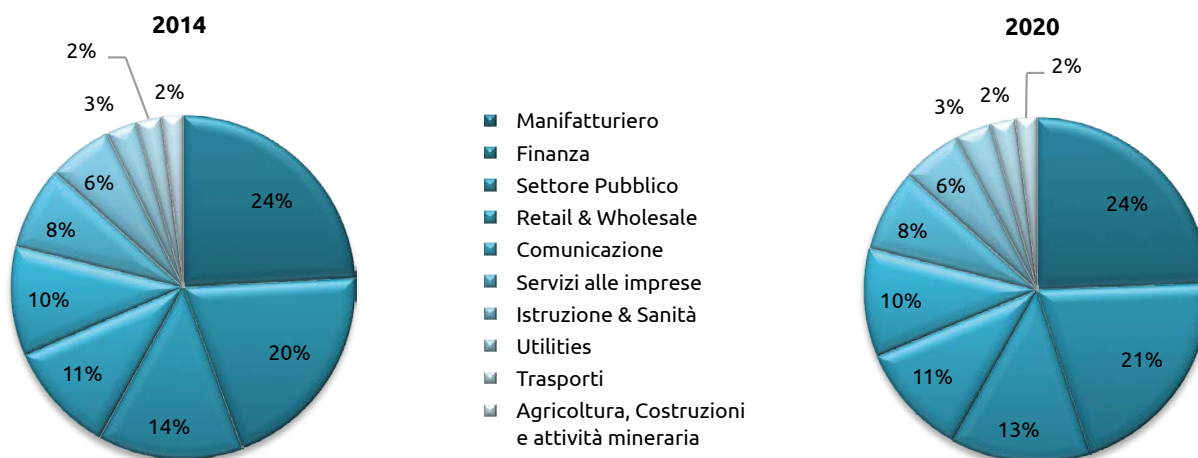 2014
2%
3%
2%
24%
20%
14%
11%
10%
8%
6%
Manifatturiero
Finanza
Settore Pubblico
Retail & Wholesale
Comunicazione
Servizi alle imprese
Istruzione & Sanità
Utilities
Trasporti
Agricoltura, Costruzioni
e attività mineraria
2020
2%
2%
3%
24%
21%
13%
11%
10%
8%
6%